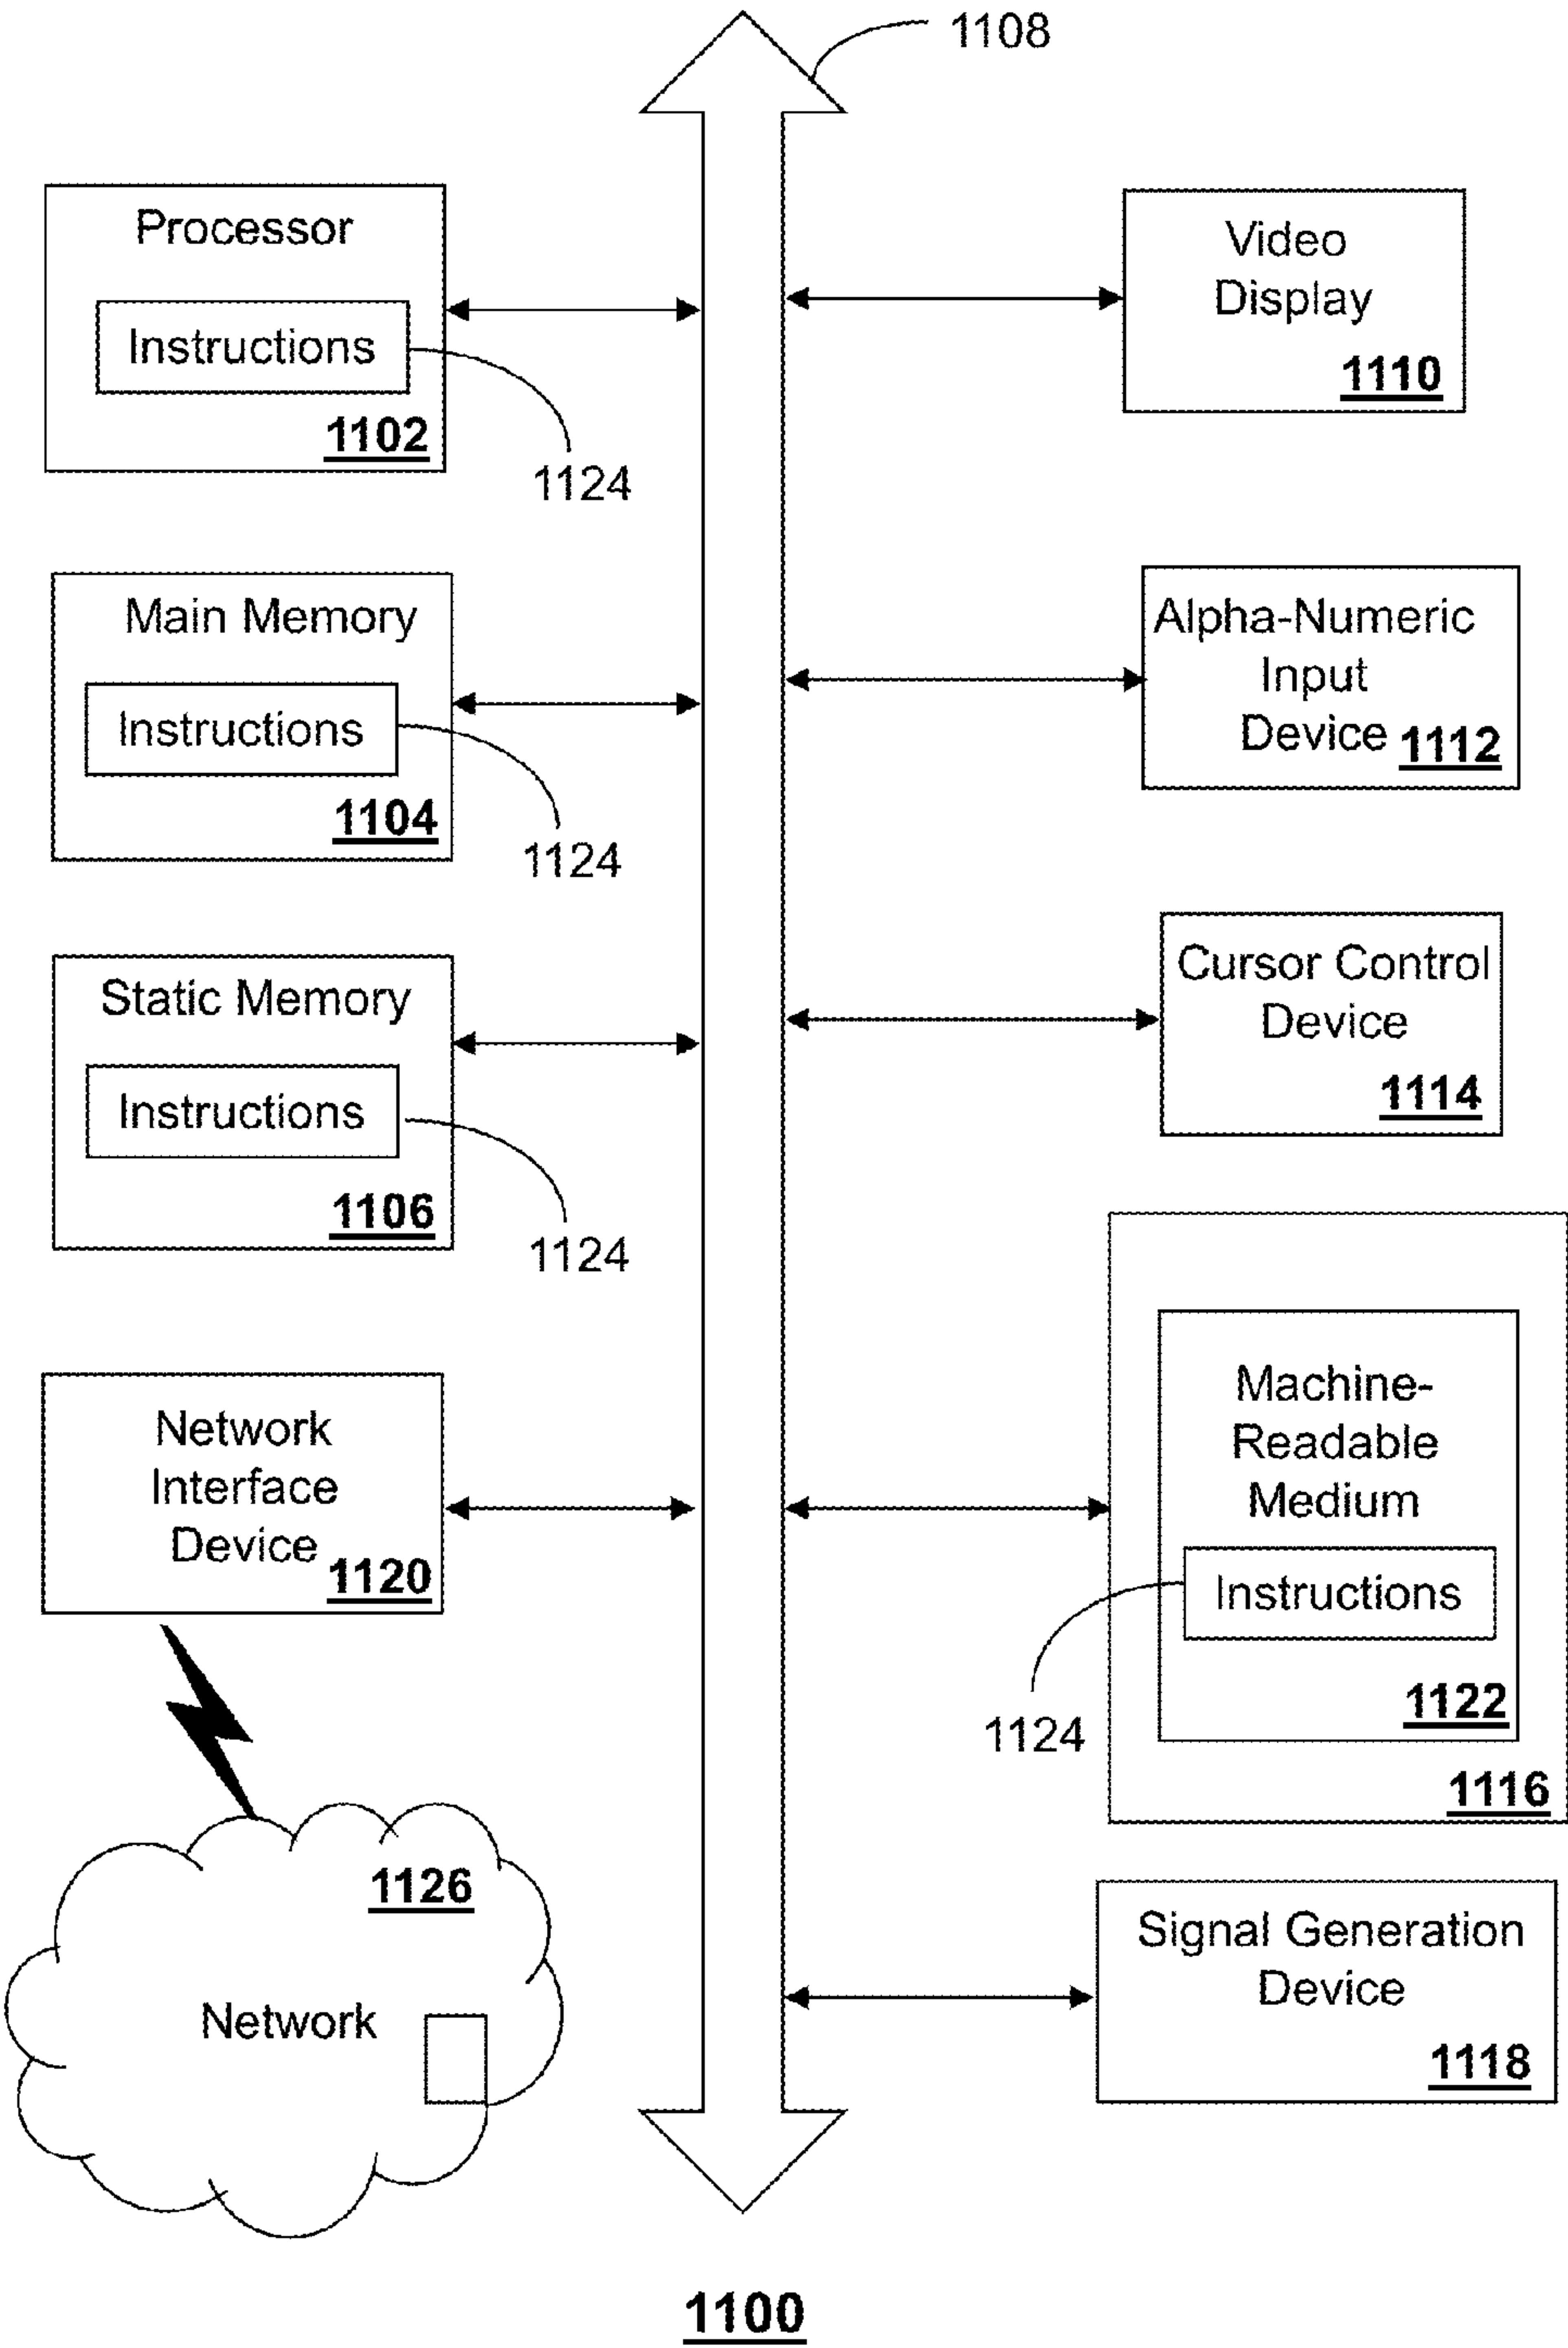 1108
Processor
Instructions
1102
1124
Main Memory
Instructions
1104
1124
Static Memory
Instructions
1106
1124
Network
Interface
Device
1120
1126
Network
Video
Display
1110
Alpha-Numeric
Input
Device 1112
Cursor Control
Device
1114
Machine-
Readable
Medium
Instructions
1122
1124
1116
Signal Generation
Device
1118
1100